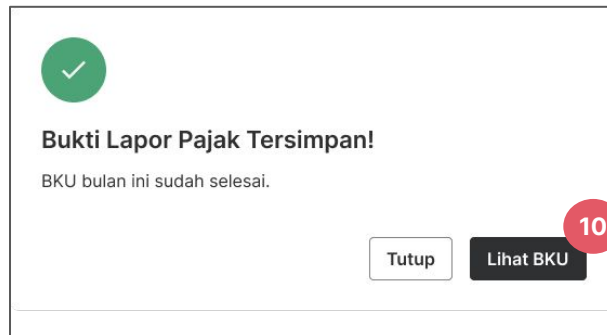 Bukti Lapor Pajak Tersimpan!
BKU bulan ini sudah selesai.
10
Tutup
Lihat BKU